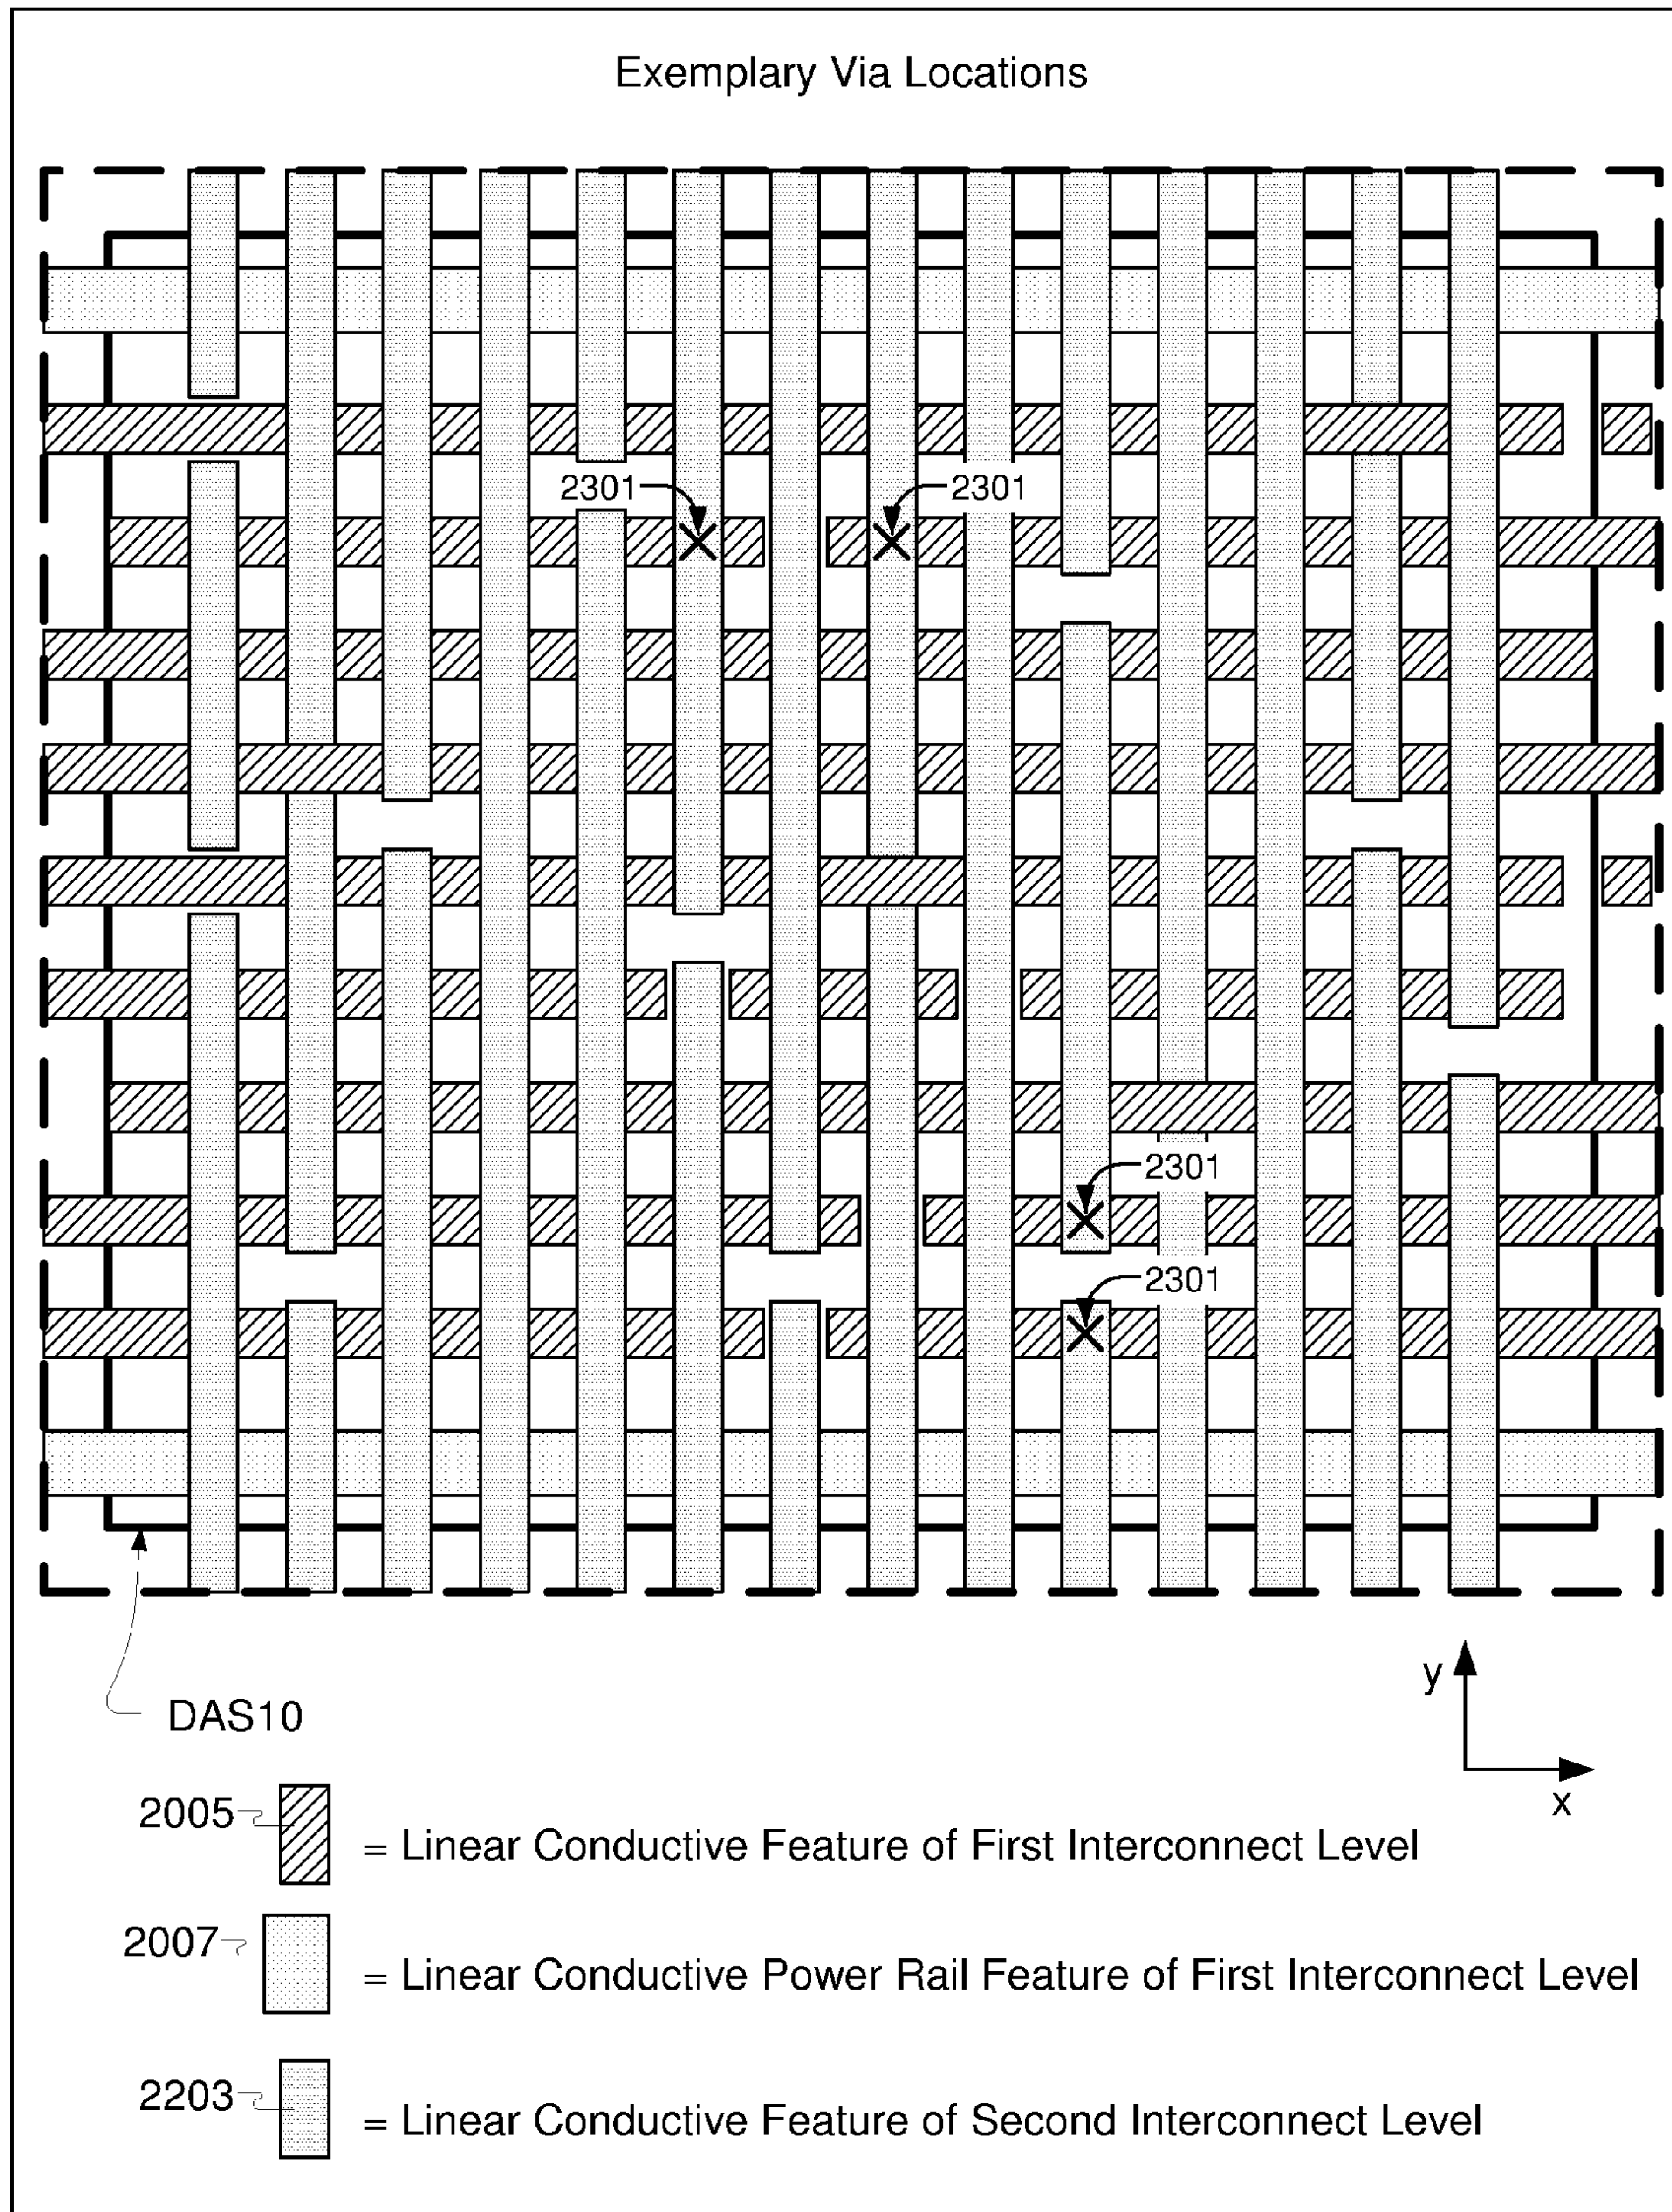 Exemplary Via Locations
2301 2301
2301
2301
DAS10
y
x
2005 = Linear Conductive Feature of First Interconnect Level
2007 = Linear Conductive Power Rail Feature of First Interconnect Level
2203 = Linear Conductive Feature of Second Interconnect Level